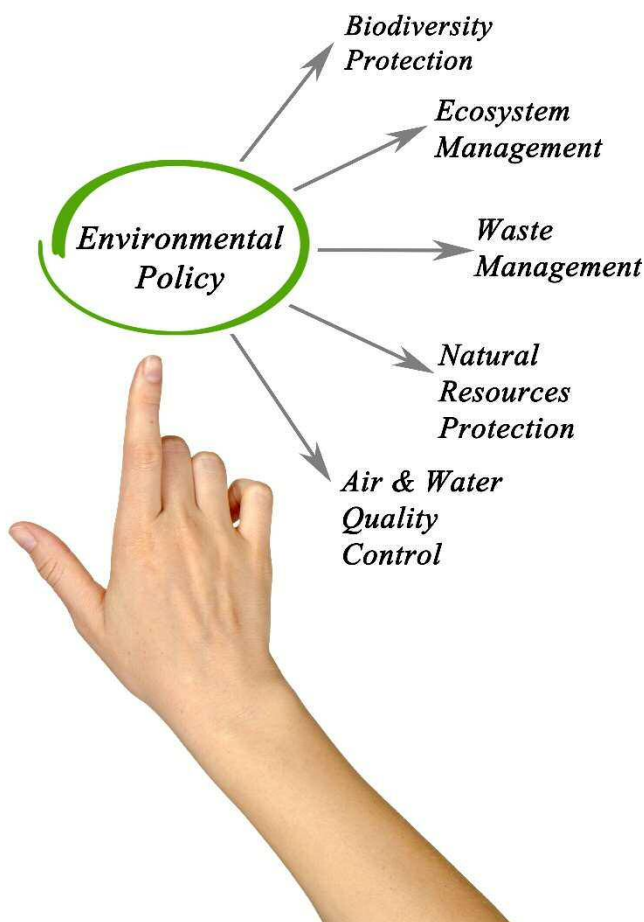 Environmental
Policy
Biodiversity
Protection
Ecosystem
Management
Waste
Management
Natural
Resources
Protection
Air & Water
Quality
Control